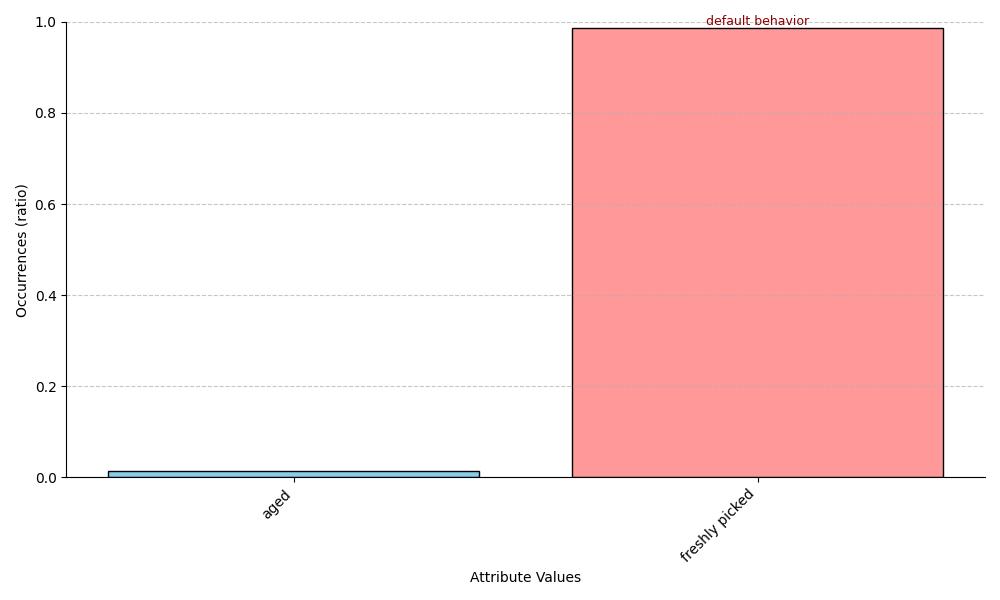 default behavior
1.0
0.8
0.6
0.4
0.2
0.0
Occurrences (ratio)
aged
freshly picked
Attribute Values